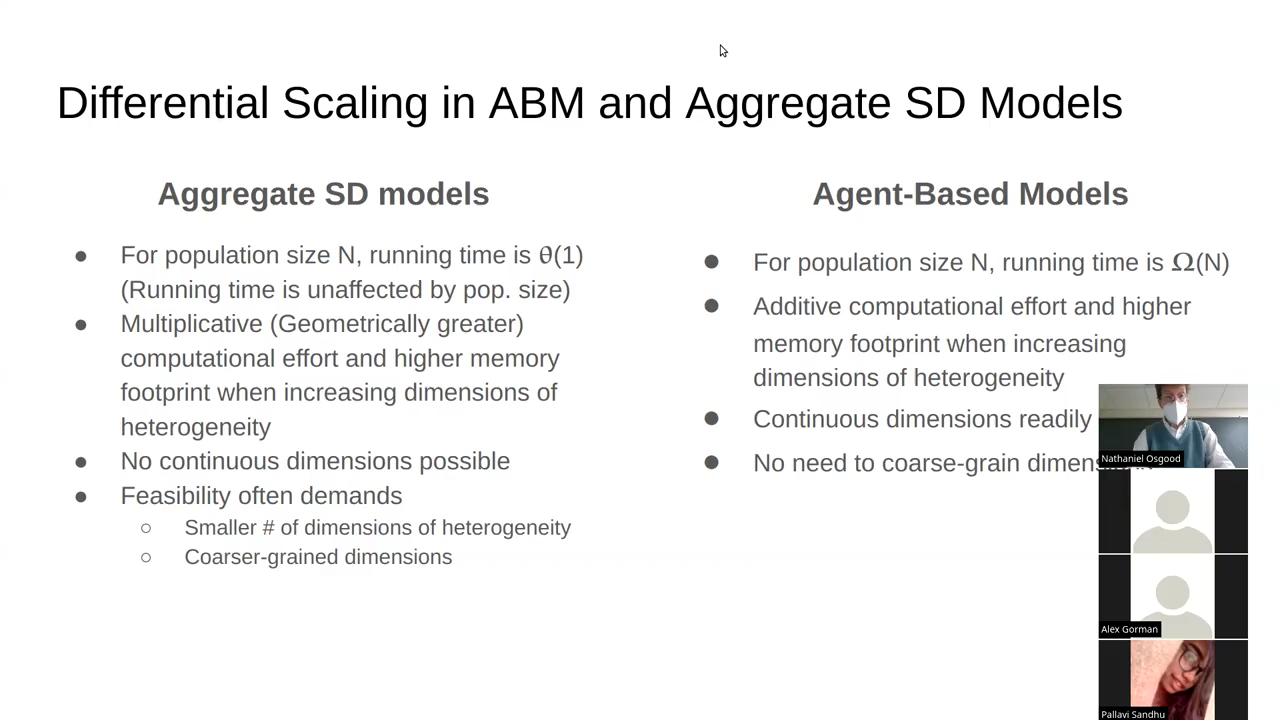 Differential Scaling in ABM and Aggregate SD Models
Aggregate SD models
● For population size N, running time is θ(1)
(Running time is unaffected by pop. size)
● Multiplicative (Geometrically greater)
computational effort and higher memory
footprint when increasing dimensions of
heterogeneity
● No continuous dimensions possible
● Feasibility often demands
○ Smaller # of dimensions of heterogeneity
○ Coarser-grained dimensions
Agent-Based Models
● For population size N, running time is Ω(N)
● Additive computational effort and higher
memory footprint when increasing
dimensions of heterogeneity
● Continuous dimensions readily
● No need to coarse-grain
Nathaniel Osgood
Alex Gorman
Pallavi Sandhu